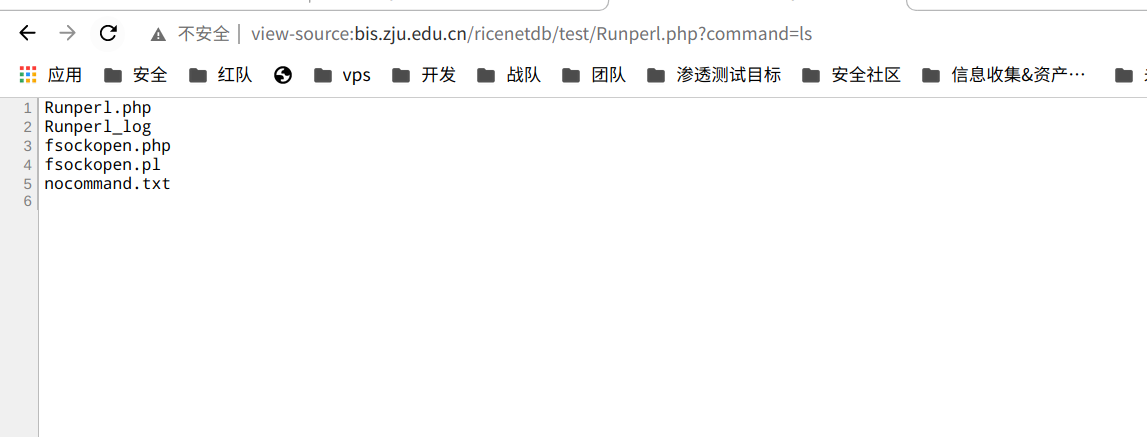 不安全 | view-source:bis.zju.edu.cn/ricenetdb/test/Runperl.php?command=ls
应用 安全 红队 vps 开发 战队 团队 渗透测试目标 安全社区 信息收集&资产…
1 Runperl.php
2 Runperl_log
3 fsockopen.php
4 fsockopen.pl
5 nocommand.txt
6